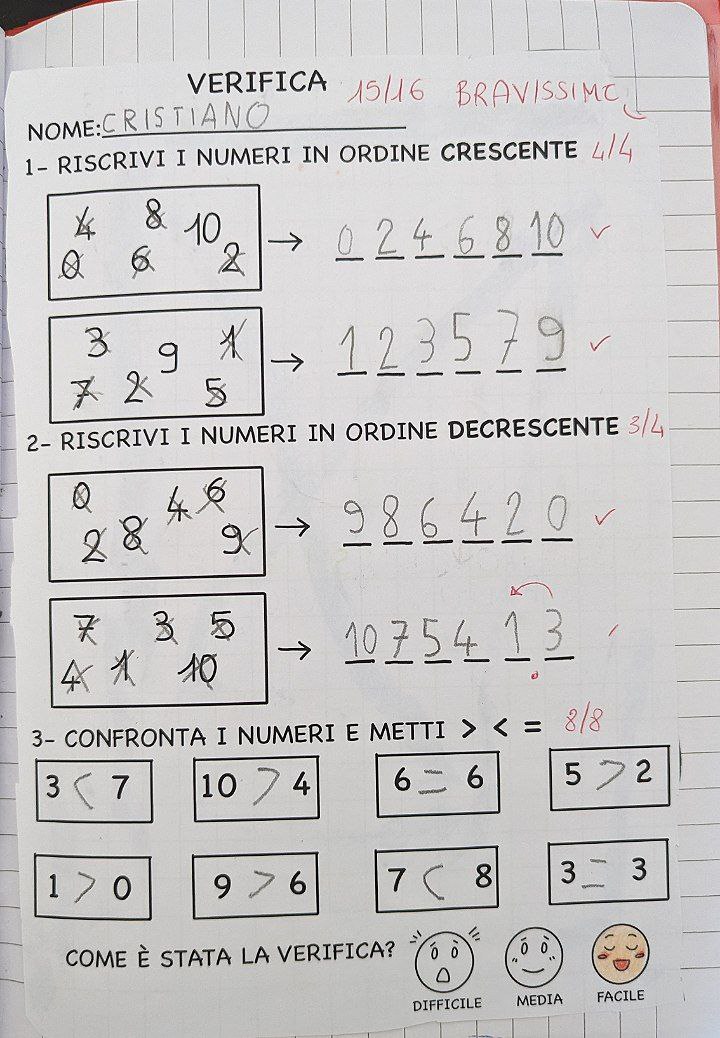 VERIFICA 15/16 BRAVISSIMO
NOME: CRISTIANO
1- RISCRIVI I NUMERI IN ORDINE CRESCENTE 4/4
4 8 10
0 6 2
→ 0 2 4 6 8 10
3 9 1
7 2 5
→ 1 2 3 5 7 9
2- RISCRIVI I NUMERI IN ORDINE DECRESCENTE 3/4
0 4 6
2 8 9
→ 9 8 6 4 2 0
7 3 5
4 1 10
→ 10 7 5 4 1 3
3- CONFRONTA I NUMERI E METTI > < = 8/8
3 < 7 10 > 4 6 = 6 5 > 2
1 > 0 9 > 6 7 < 8 3 = 3
COME È STATA LA VERIFICA?
DIFFICILE MEDIA FACILE